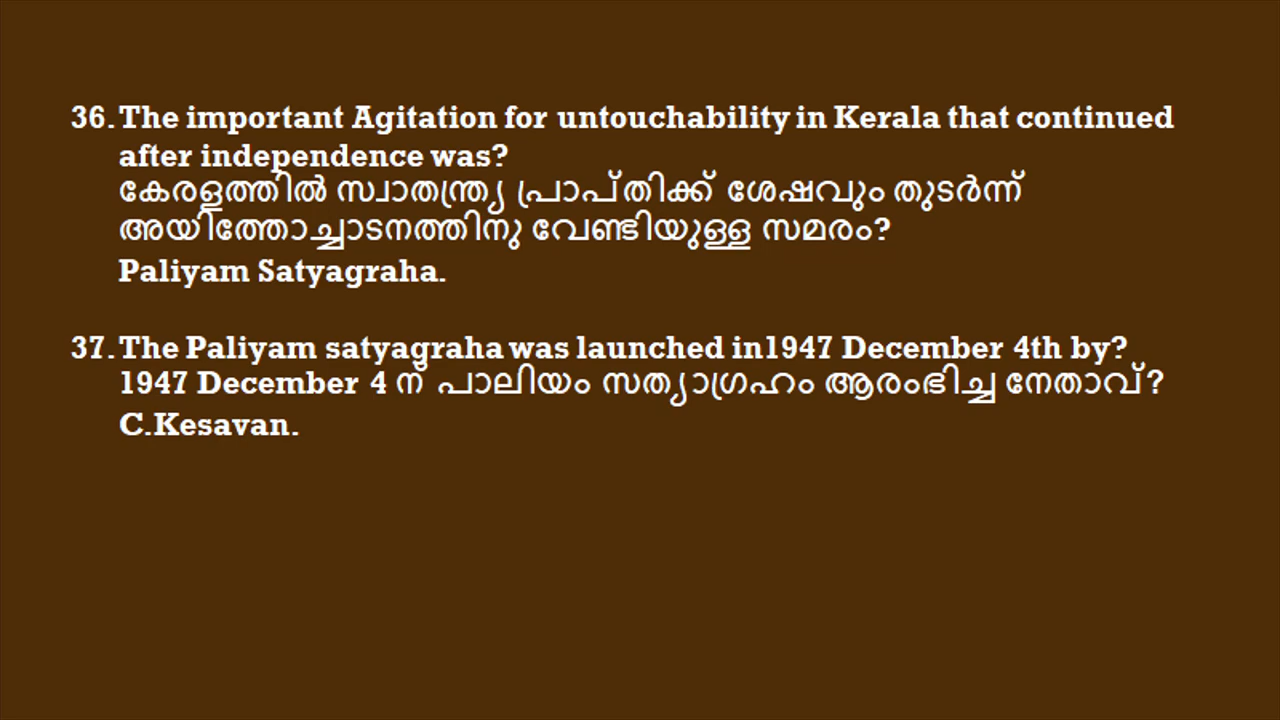 36. The important Agitation for untouchability in Kerala that continued
after independence was?
കേരളത്തിൽ സ്വാതന്ത്ര്യ പ്രാപ്തിക്ക് ശേഷവും തുടർന്ന്
അയിത്തോച്ചാടനത്തിനു വേണ്ടിയുള്ള സമരം?
Paliyam Satyagraha.
37. The Paliyam satyagraha was launched in1947 December 4th by?
1947 December 4 ന് പാലിയം സത്യാഗ്രഹം ആരംഭിച്ച നേതാവ്?
C.Kesavan.